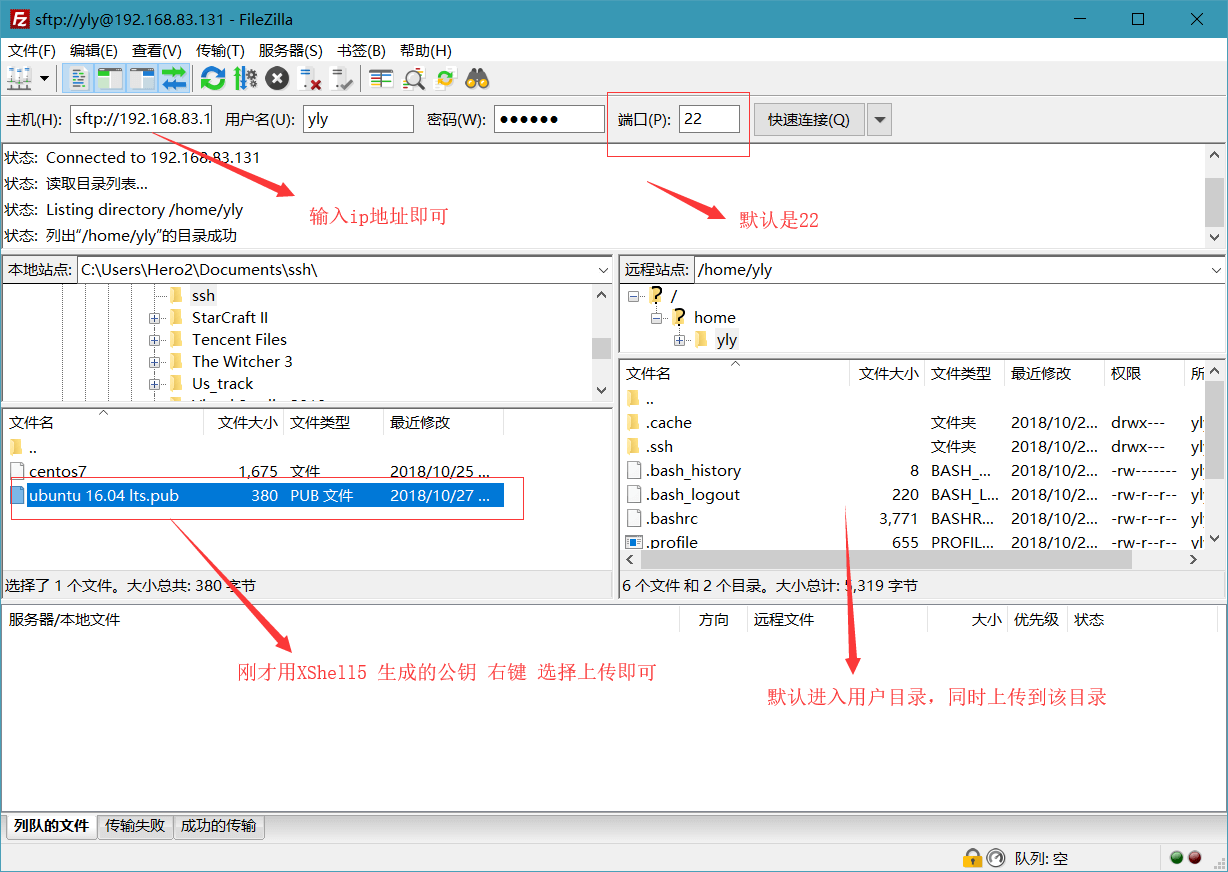 sftp://yly@192.168.83.131 - FileZilla
文件(F) 编辑(E) 查看(V) 传输(T) 服务器(S) 书签(B) 帮助(H)
主机(H): sftp://192.168.83.1 用户名(U): yly 密码(W): ●●●●●● 端口(P): 22 快速连接(Q)
状态: Connected to 192.168.83.131
状态: 读取目录列表...
状态: Listing directory /home/yly
状态: 列出“/home/yly”的目录成功
输入ip地址即可
默认是22
本地站点: C:\Users\Hero2\Documents\ssh\
ssh
StarCraft II
Tencent Files
The Witcher 3
Us_track
远程站点: /home/yly
/
home
yly
文件名 文件大小 文件类型 最近修改
..
centos7 1,675 文件 2018/10/25 ...
ubuntu 16.04 lts.pub 380 PUB 文件 2018/10/27 ...
选择了 1 个文件。大小总共: 380 字节
文件名 文件大小 文件类型 最近修改 权限 所
..
.cache 文件夹 2018/10/2... drwx--- yl
.ssh 文件夹 2018/10/2... drwx--- yl
.bash_history 8 BASH_... 2018/10/2... -rw------- yl
.bash_logout 220 BASH_L... 2018/10/2... -rw-r--r-- yl
.bashrc 3,771 BASHR... 2018/10/2... -rw-r--r-- yl
.profile 655 PROFIL... 2018/10/2... -rw-r--r-- yl
6 个文件 和 2 个目录。大小总计: 5,319 字节
服务器/本地文件 方向 远程文件 大小 优先级 状态
刚才用XShell5 生成的公钥 右键 选择上传即可
默认进入用户目录，同时上传到该目录
列队的文件 传输失败 成功的传输
队列: 空